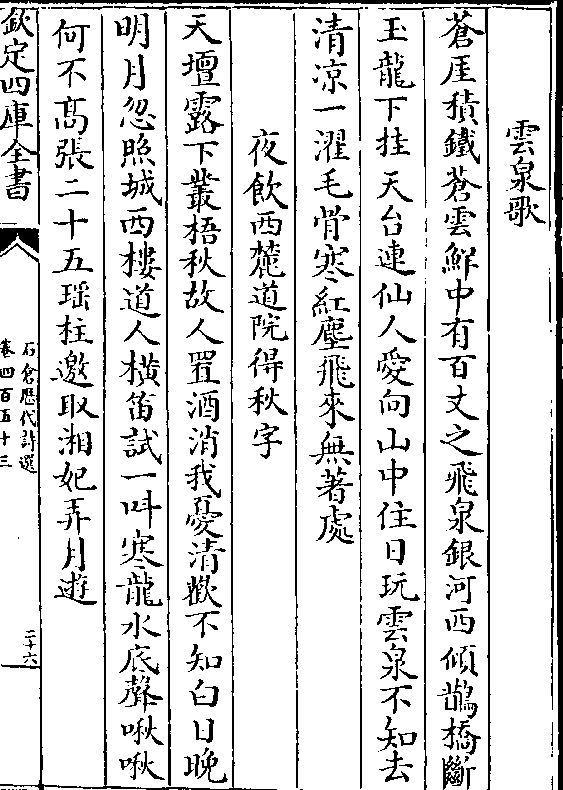 雲泉歌
蒼厓積鐵蒼雲鮮中有百丈之飛泉銀河西傾鵲橋斷
玉龍下挂天台連仙人愛向山中住日玩雲泉不知去
清凉一濯毛骨寒紅塵飛來無著處
夜飲西麓道院得秋字
天壇露下叢梧秋故人置酒消我憂清歡不知白日晚
明月忽照城西樓道人橫笛試一呌寒龍水底聲啾啾
何不髙張二十五瑶柱邀取湘妃弄月遊
欽定四庫全書
石倉歷代詩選
卷四百五十三
二十六